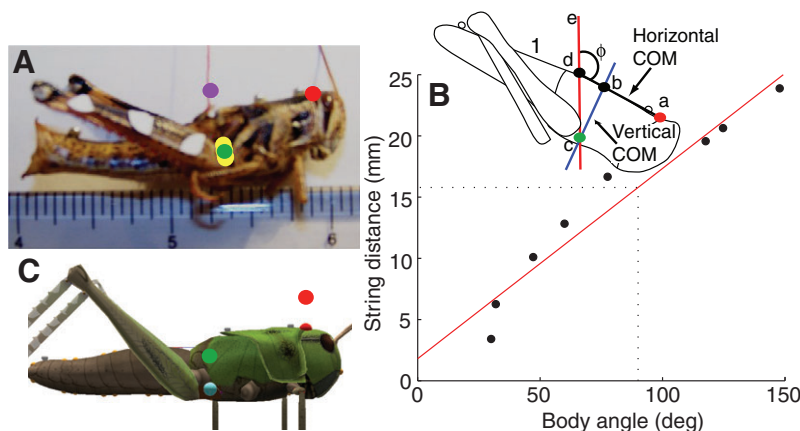 A
4 5 6
C
B
e
1
d
ϕ
b
Horizontal
COM
a
c
Vertical
COM
25
20
15
10
5
0
0 50 100 150
String distance (mm)
Body angle (deg)